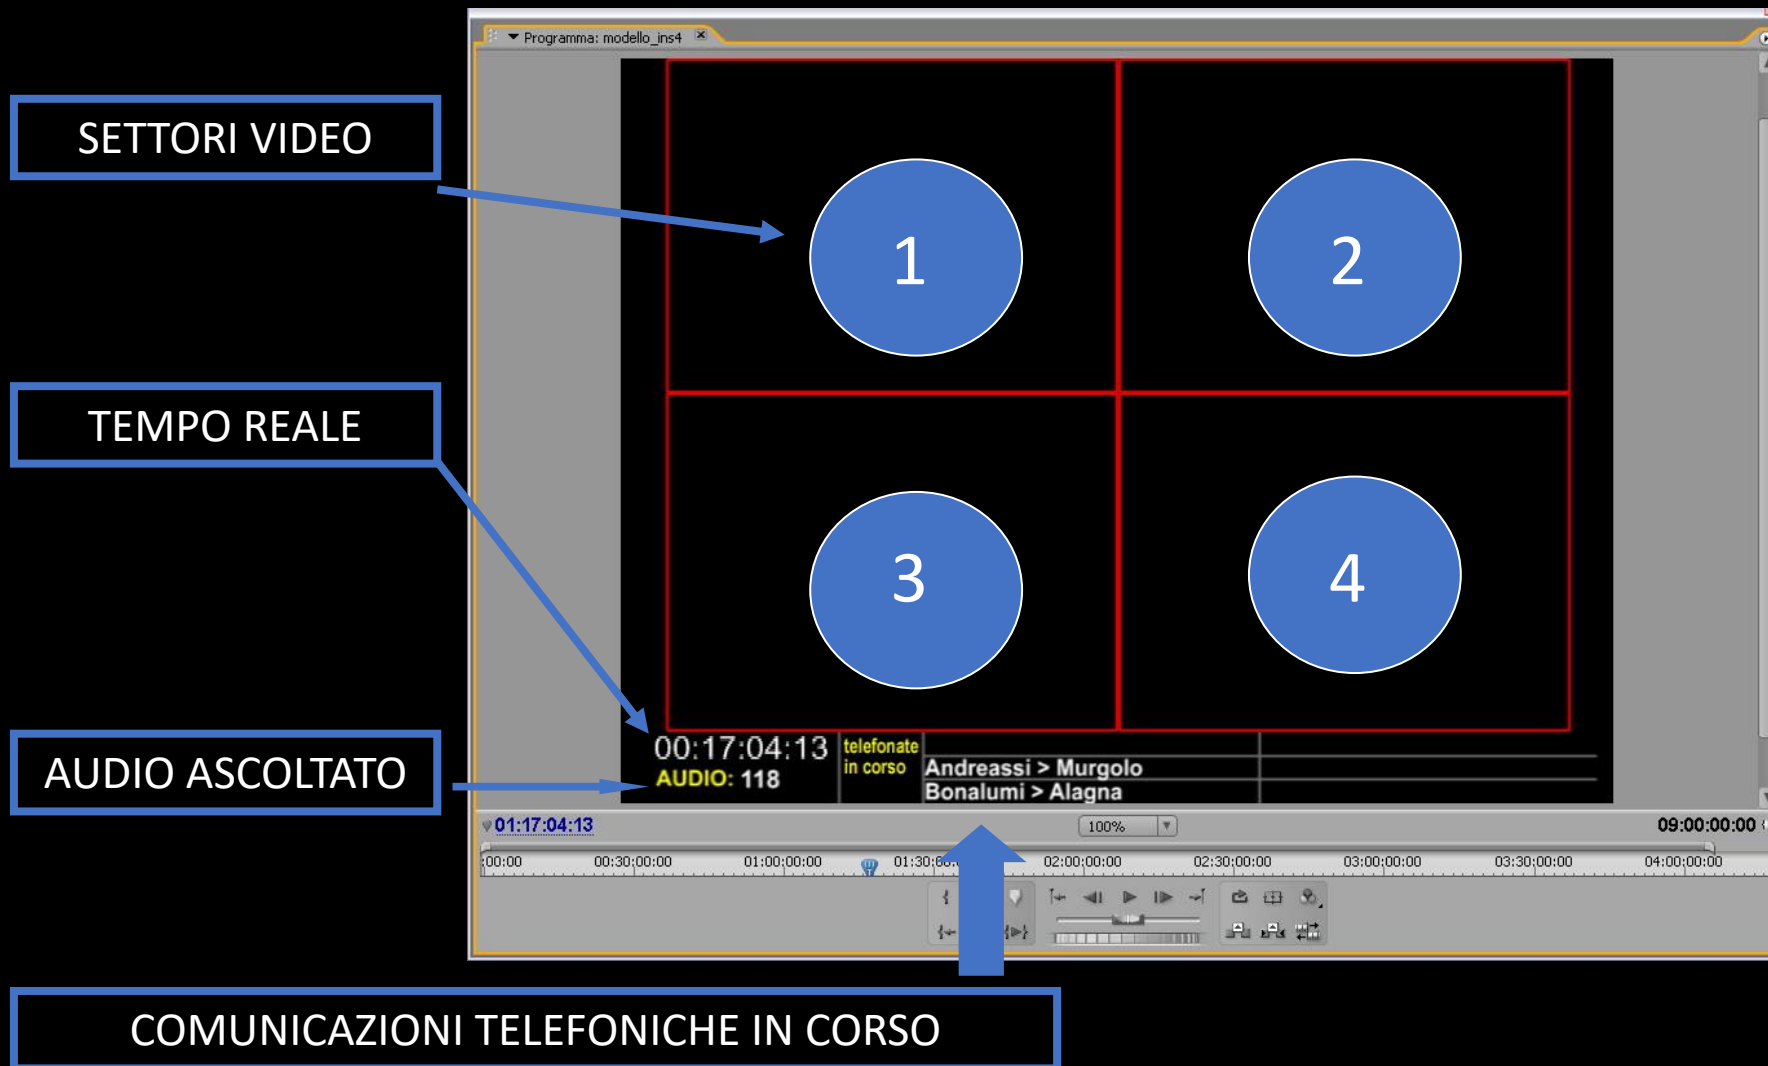 Programma: modello_ins4
SETTORI VIDEO
1
2
TEMPO REALE
3
4
AUDIO ASCOLTATO
00:17:04:13
AUDIO: 118
telefonate
in corso
Andreassi > Murgolo
Bonalumi > Alagna
01:17:04:13
100%
09:00:00:00
:00:00
00:30:00:00
01:00:00:00
02:00:00:00
02:30:00:00
03:00:00:00
03:30:00:00
04:00:00:00
COMUNICAZIONI TELEFONICHE IN CORSO